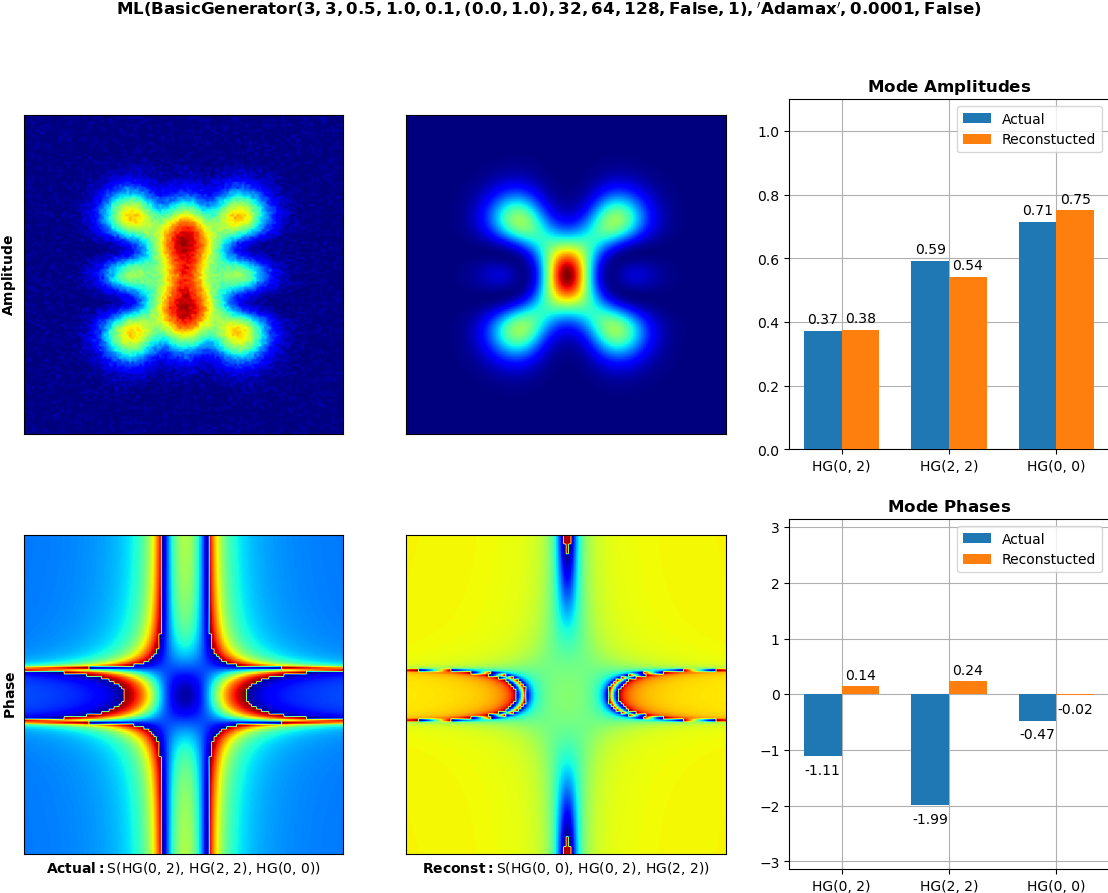 ML(BasicGenerator(3, 3, 0.5, 1.0, 0.1, (0.0, 1.0), 32, 64, 128, False, 1), ′Adamax′, 0.0001, False)
Amplitude
Mode Amplitudes
Actual
Reconstucted
1.0
0.8
0.6
0.4
0.2
0.0
0.37
0.38
0.59
0.54
0.71
0.75
HG(0, 2)
HG(2, 2)
HG(0, 0)
Phase
Actual: S(HG(0, 2), HG(2, 2), HG(0, 0))
Reconst: S(HG(0, 0), HG(0, 2), HG(2, 2))
Mode Phases
Actual
Reconstucted
3
2
1
0
−1
−2
−3
-1.11
0.14
-1.99
0.24
-0.47
-0.02
HG(0, 2)
HG(2, 2)
HG(0, 0)